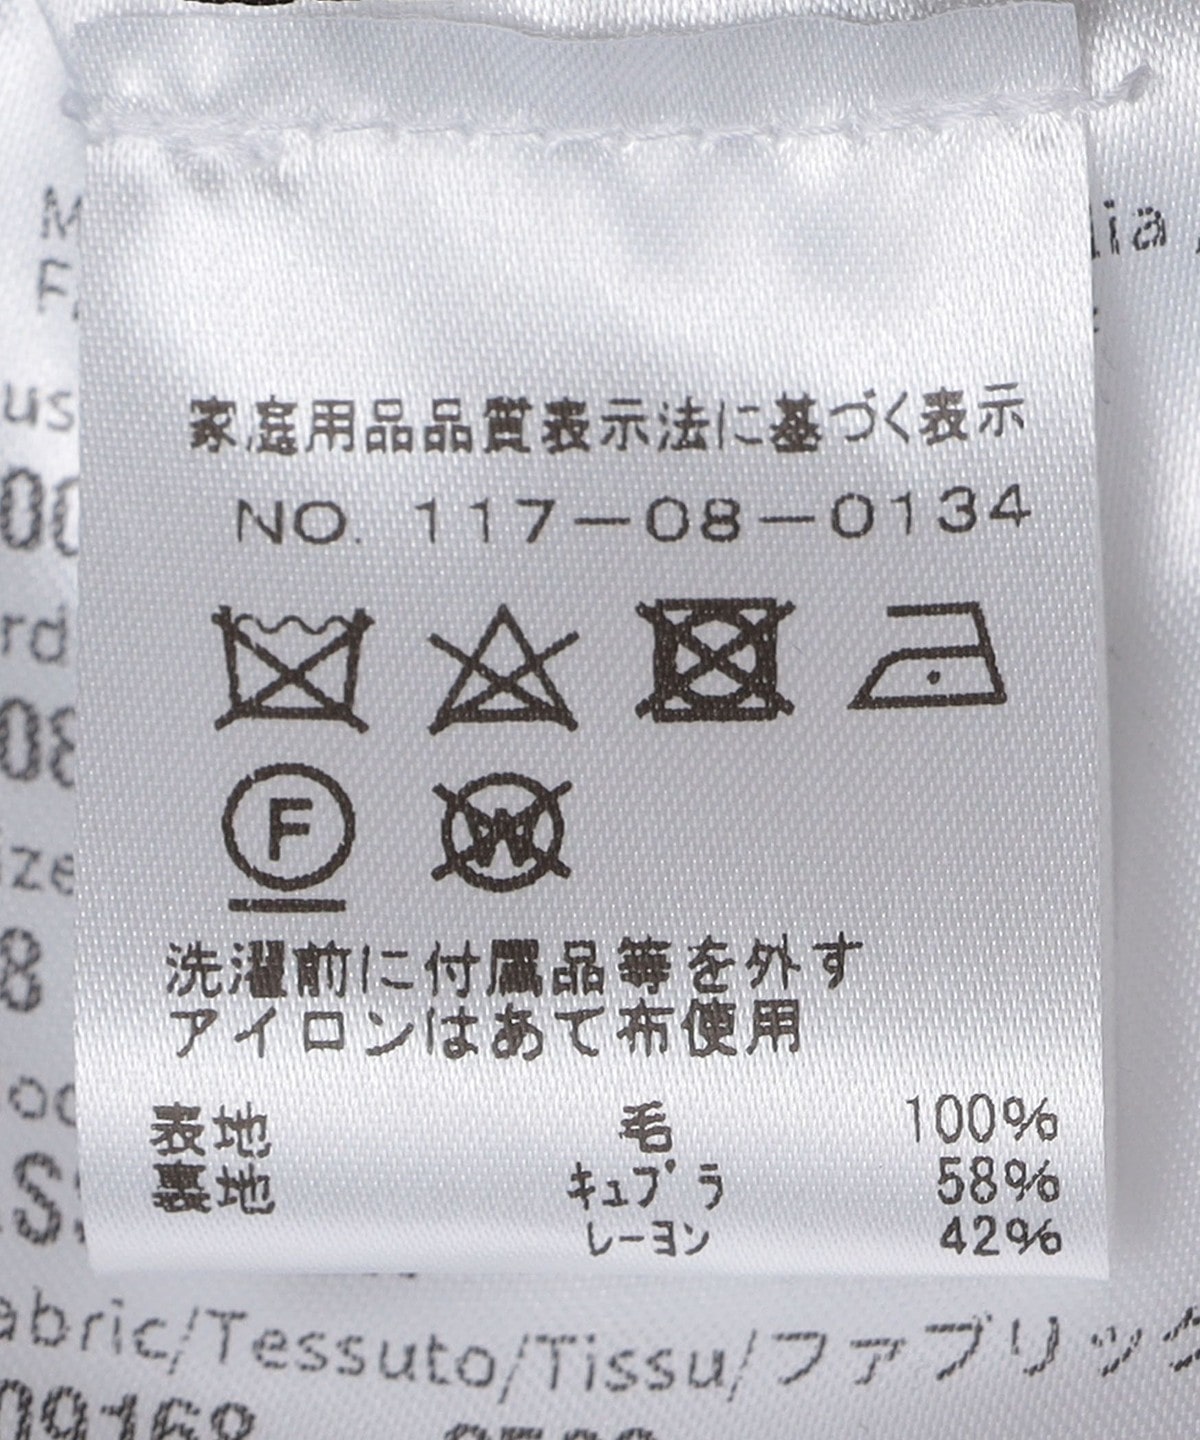 家庭用品品質表示法に基づく表示
NO. 117-08-0134
F
W
洗濯前に付属品等を外す
アイロンはあて布使用
表地 毛 100%
裏地 キュプラ 58%
レーヨン 42%
Fabric/Tessuto/Tissu/ファブリック